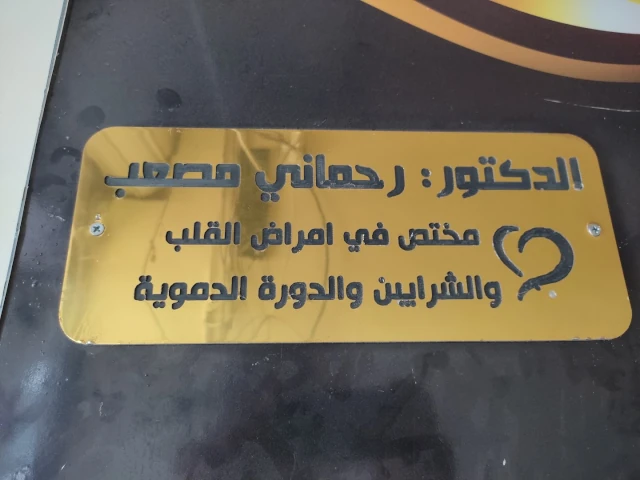 الدكتور: رحماني مصعب
مختص في امراض القلب
والشرايين والدورة الدموية